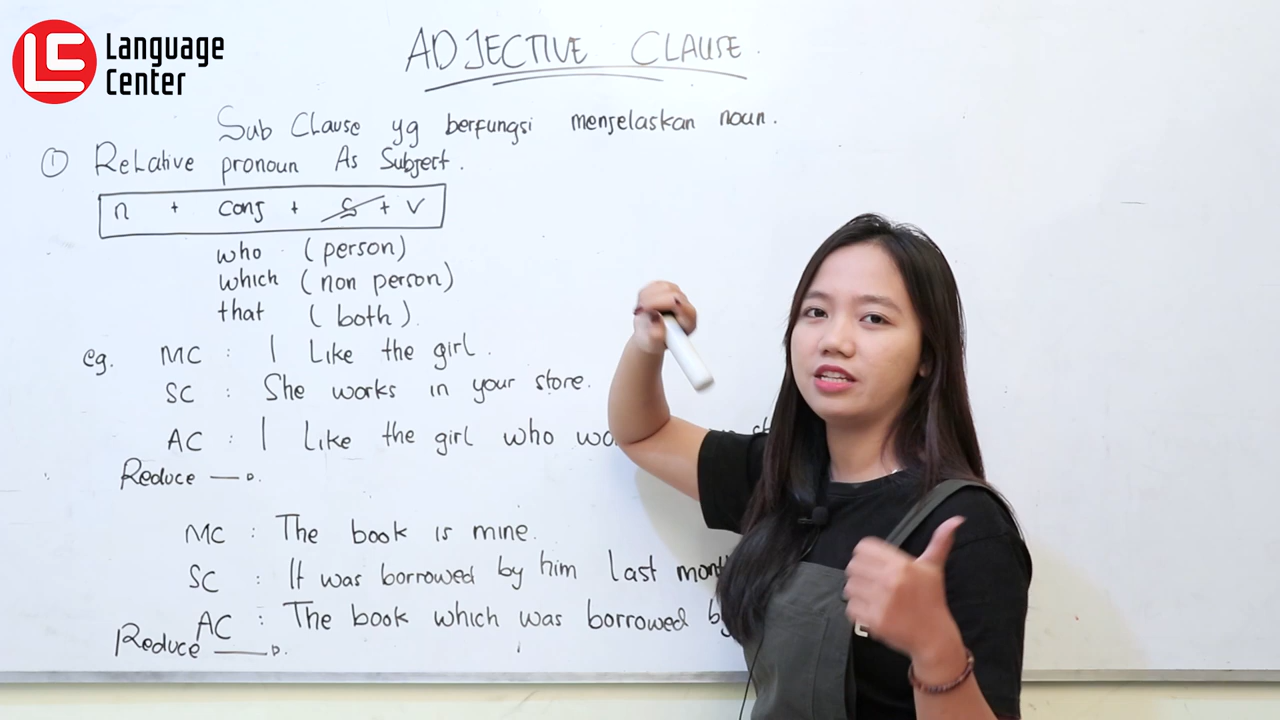 LC Language Center
ADJECTIVE CLAUSE.
Sub Clause yg berfungsi menjelaskan noun.
① Relative pronoun As Subject.
n + conj + S + V
who (person)
which (non person)
that (both).
eg. MC : I Like the girl.
SC : She works in your store.
AC : I Like the girl who
Reduce →.
MC : The book is mine.
SC : It was borrowed by him last
AC : The book which was borrowed
Reduce →.